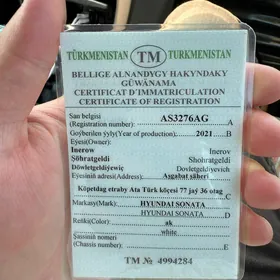 TÜRKMENISTAN TM TURKMENISTAN
BELLIGE ALNANDYGY HAKYNDAKY
GÜWÄNAMA
CERTIFICAT D'IMMATRICULATION
CERTIFICATE OF REGISTRATION
San belgisi
(Registration number): AS3276AG A
Goýberilen ýyly(Year of production): 2021 B
Eýesi(Owner):
Inerow Inerov
Şöhratgeldi Shohratgeldi
Döwletgeldiýewiç Dovletgeldievich
Eýesiniň adresi(Address): Aşgabat şäheri
Köpetdag etraby Ata Türk köçesi 77 jaý 36 otag C
Markasy(Mark): HYUNDAI SONATA
HYUNDAI SONATA D
Reňki(Color): ak
white
Şassiniň nomeri
(Chassis number): E
TM № 4994284